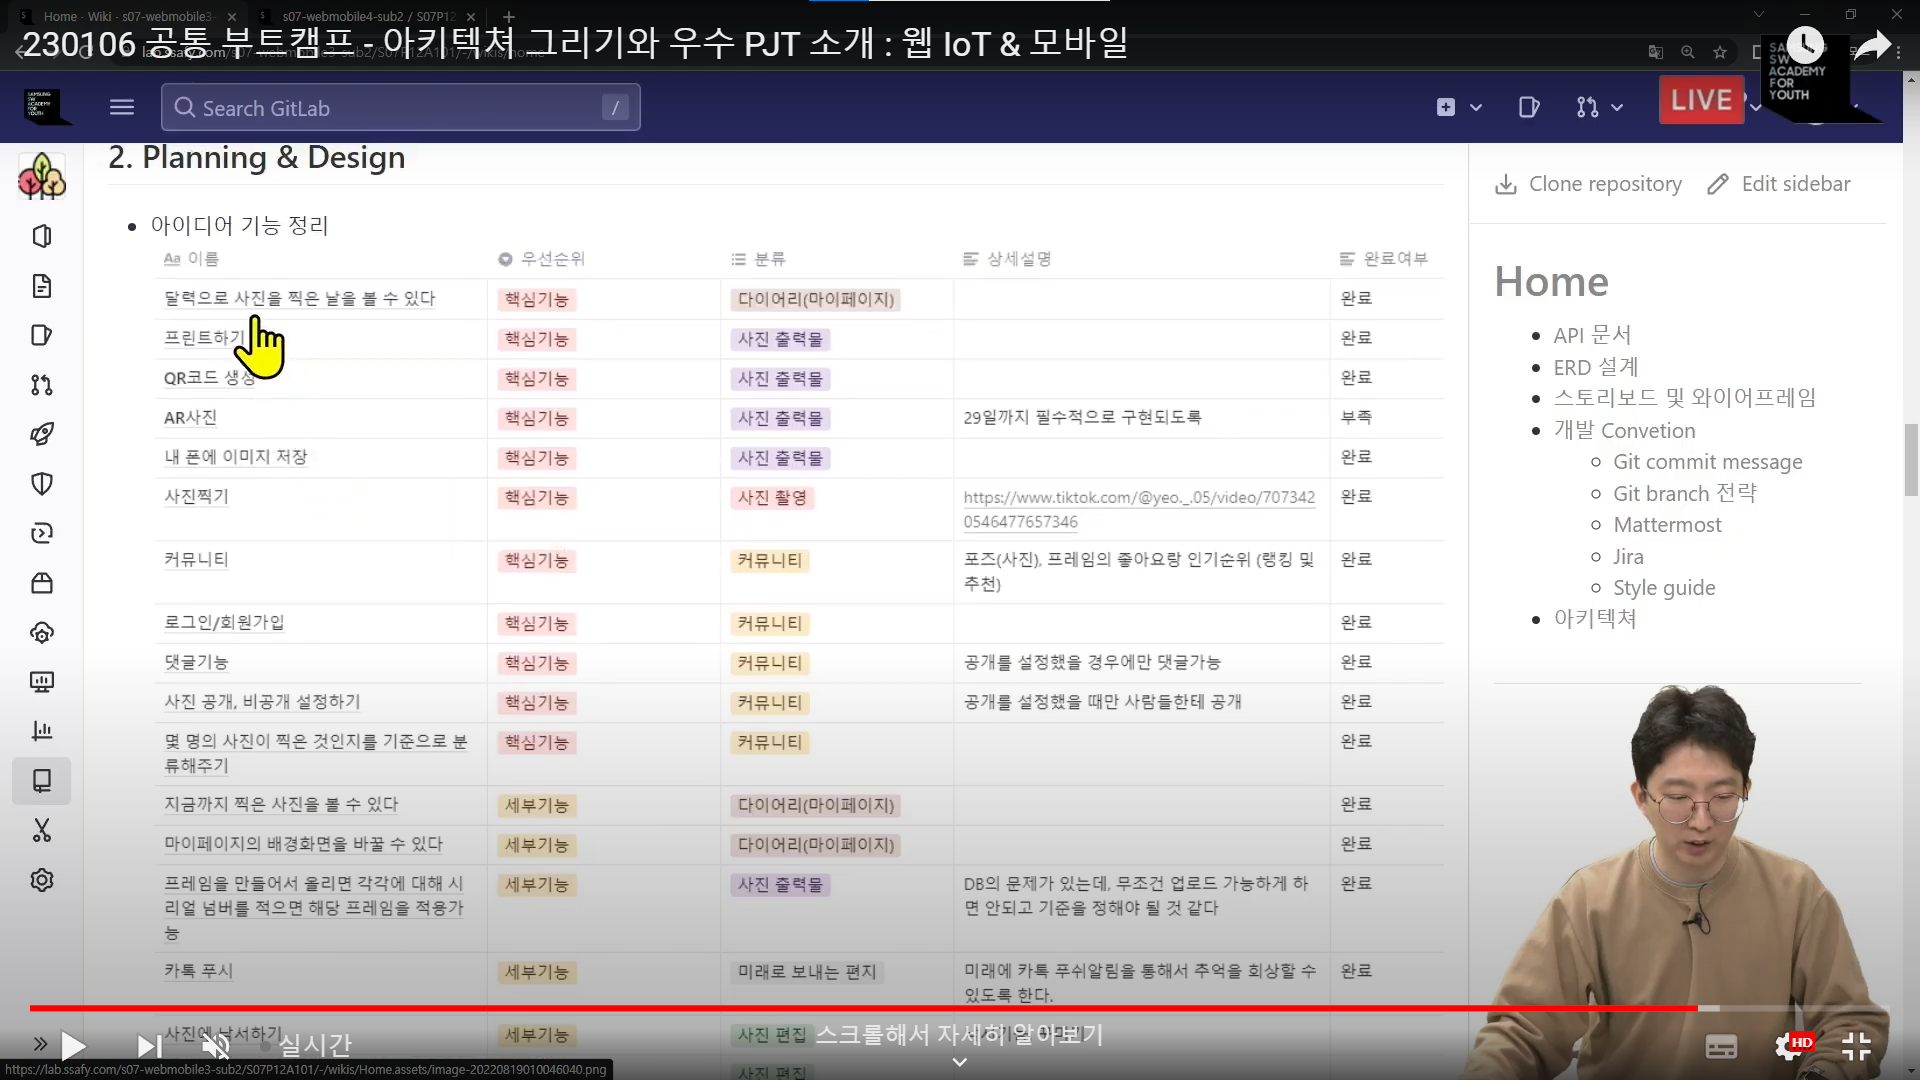 Home · Wiki · s07-webmobile3-
s07-webmobile4-sub2 / S07P12
230106 공통 부트캠프 - 아키텍쳐 그리기와 우수 PJT 소개 : 웹 IoT & 모바일
SAMSUNG
SW
ACADEMY
FOR
YOUTH
Search GitLab
/
LIVE
2. Planning & Design
Clone repository
Edit sidebar
아이디어 기능 정리
Aa 이름
우선순위
분류
상세설명
완료여부
달력으로 사진을 찍은 날을 볼 수 있다
핵심기능
다이어리(마이페이지)
완료
프린트하기
핵심기능
사진 출력물
완료
QR코드 생성
핵심기능
사진 출력물
완료
AR사진
핵심기능
사진 출력물
29일까지 필수적으로 구현되도록
부족
내 폰에 이미지 저장
핵심기능
사진 출력물
완료
사진찍기
핵심기능
사진 촬영
https://www.tiktok.com/@yeo._.05/video/707342
0546477657346
완료
커뮤니티
핵심기능
커뮤니티
포즈(사진), 프레임의 좋아요랑 인기순위 (랭킹 및
추천)
완료
로그인/회원가입
핵심기능
커뮤니티
완료
댓글기능
핵심기능
커뮤니티
공개를 설정했을 경우에만 댓글가능
완료
사진 공개, 비공개 설정하기
핵심기능
커뮤니티
공개를 설정했을 때만 사람들한테 공개
완료
몇 명의 사진이 찍은 것인지를 기준으로 분
류해주기
핵심기능
커뮤니티
완료
지금까지 찍은 사진을 볼 수 있다
세부기능
다이어리(마이페이지)
완료
마이페이지의 배경화면을 바꿀 수 있다
세부기능
다이어리(마이페이지)
완료
프레임을 만들어서 올리면 각각에 대해 시
리얼 넘버를 적으면 해당 프레임을 적용가
능
세부기능
사진 출력물
DB의 문제가 있는데, 무조건 업로드 가능하게 하
면 안되고 기준을 정해야 될 것 같다
완료
카톡 푸시
세부기능
미래로 보내는 편지
미래에 카톡 푸쉬알림을 통해서 추억을 회상할 수
있도록 한다.
완료
사진에 낙서하기
세부기능
사진 편집
사진 편집
Home
API 문서
ERD 설계
스토리보드 및 와이어프레임
개발 Convetion
Git commit message
Git branch 전략
Mattermost
Jira
Style guide
아키텍쳐
실시간
스크롤해서 자세히 알아보기
HD
https://lab.ssafy.com/s07-webmobile3-sub2/S07P12A101/-/wikis/Home.assets/image-20220819010046040.png